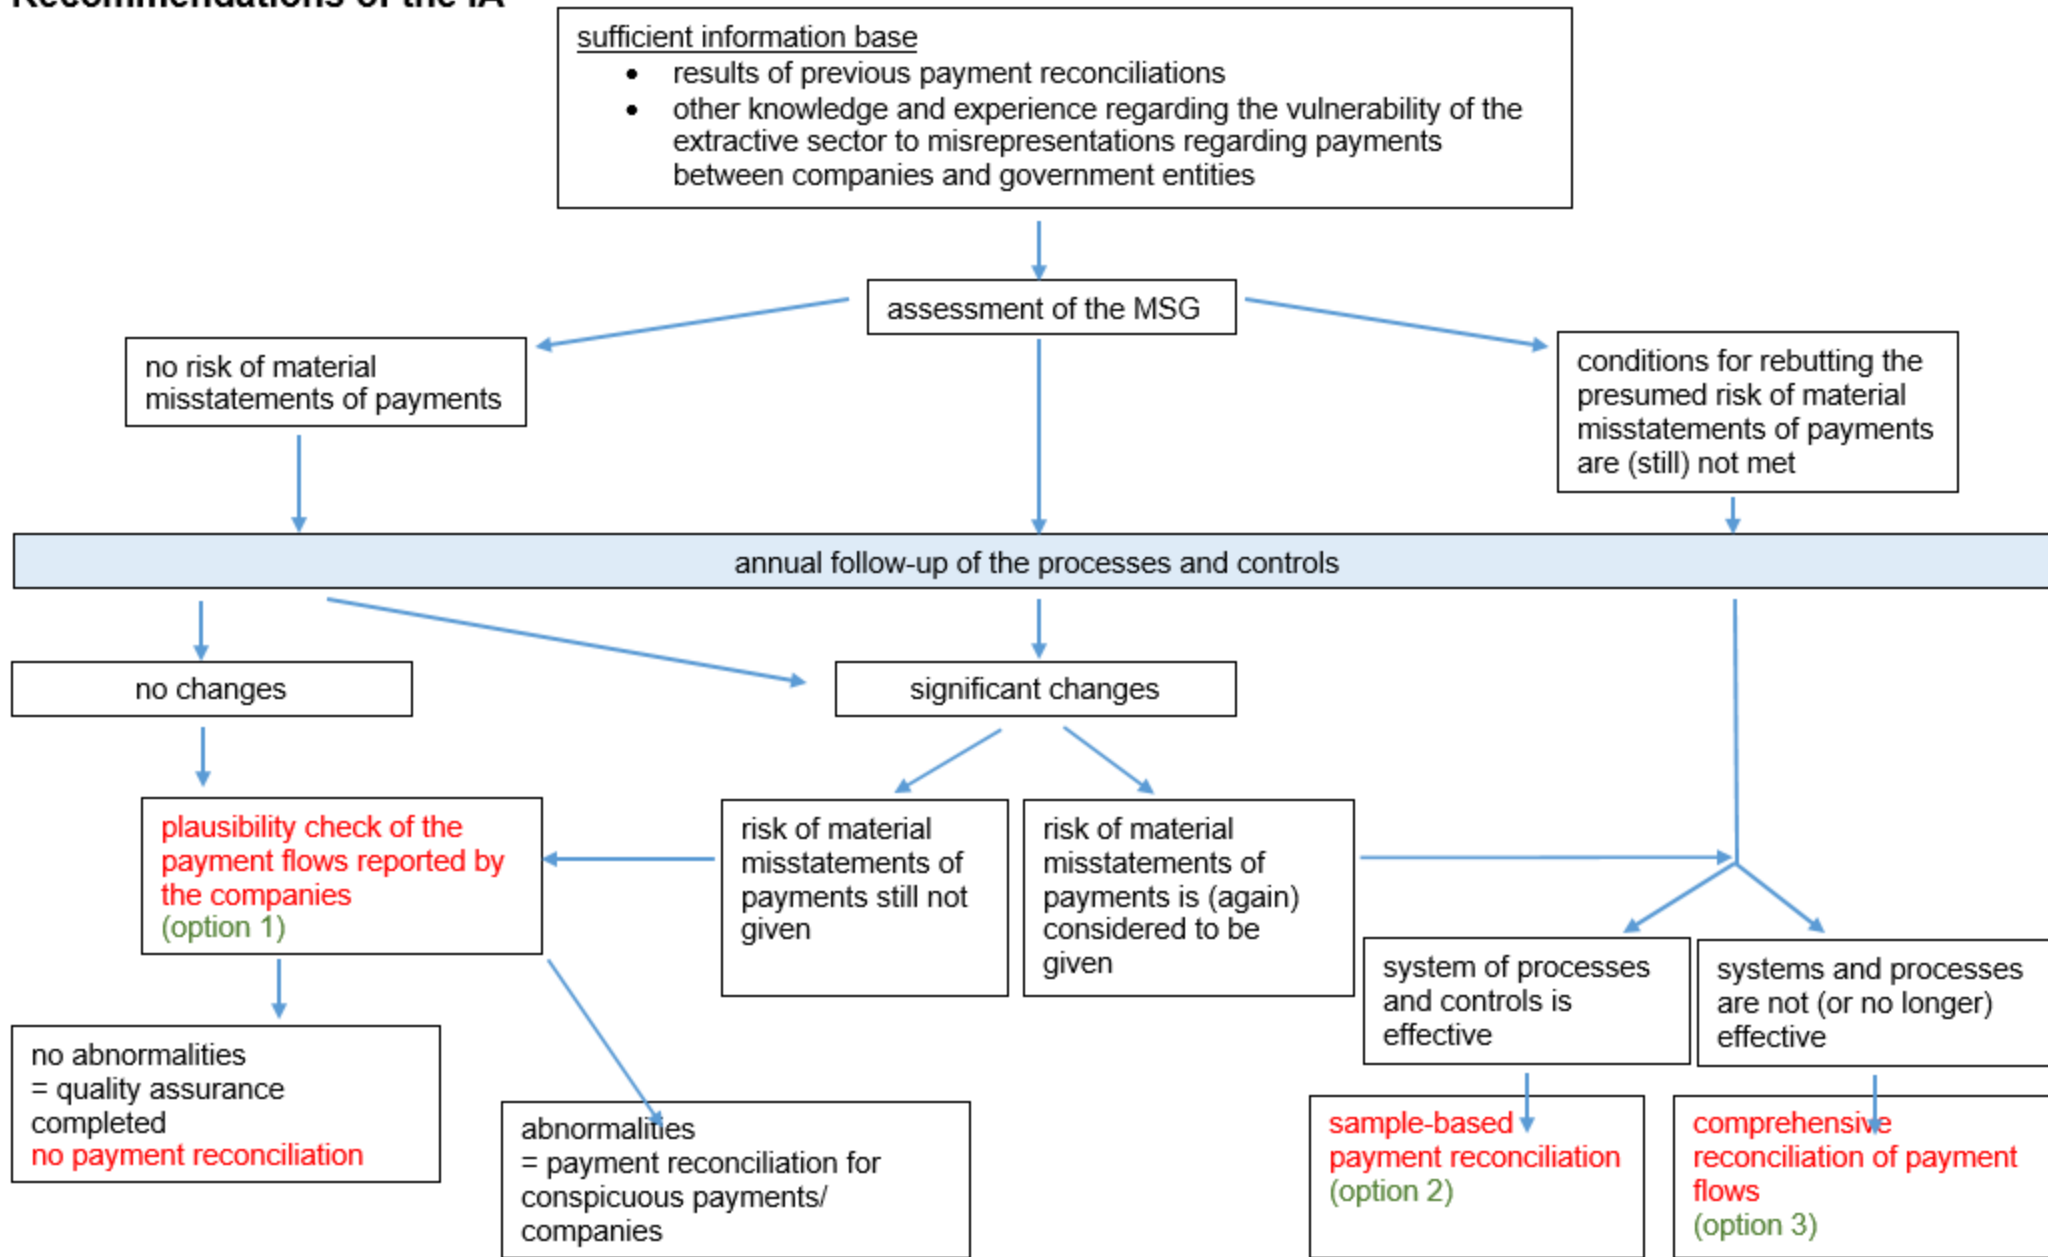 Recommendations of the IA
sufficient information base
• results of previous payment reconciliations
• other knowledge and experience regarding the vulnerability of the
extractive sector to misrepresentations regarding payments
between companies and government entities
assessment of the MSG
no risk of material
misstatements of payments
conditions for rebutting the
presumed risk of material
misstatements of payments
are (still) not met
annual follow-up of the processes and controls
no changes
significant changes
plausibility check of the
payment flows reported by
the companies
(option 1)
risk of material
misstatements of
payments still not
given
risk of material
misstatements of
payments is (again)
considered to be
given
system of processes
and controls is
effective
systems and processes
are not (or no longer)
effective
no abnormalities
= quality assurance
completed
no payment reconciliation
abnormalities
= payment reconciliation for
conspicuous payments/
companies
sample-based
payment reconciliation
(option 2)
comprehensive
reconciliation of payment
flows
(option 3)